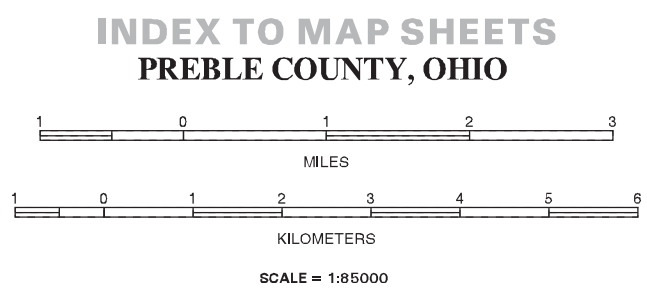 INDEX TO MAP SHEETS
PREBLE COUNTY, OHIO
1 0 1 2 3
MILES
1 0 1 2 3 4 5 6
KILOMETERS
SCALE = 1:85000